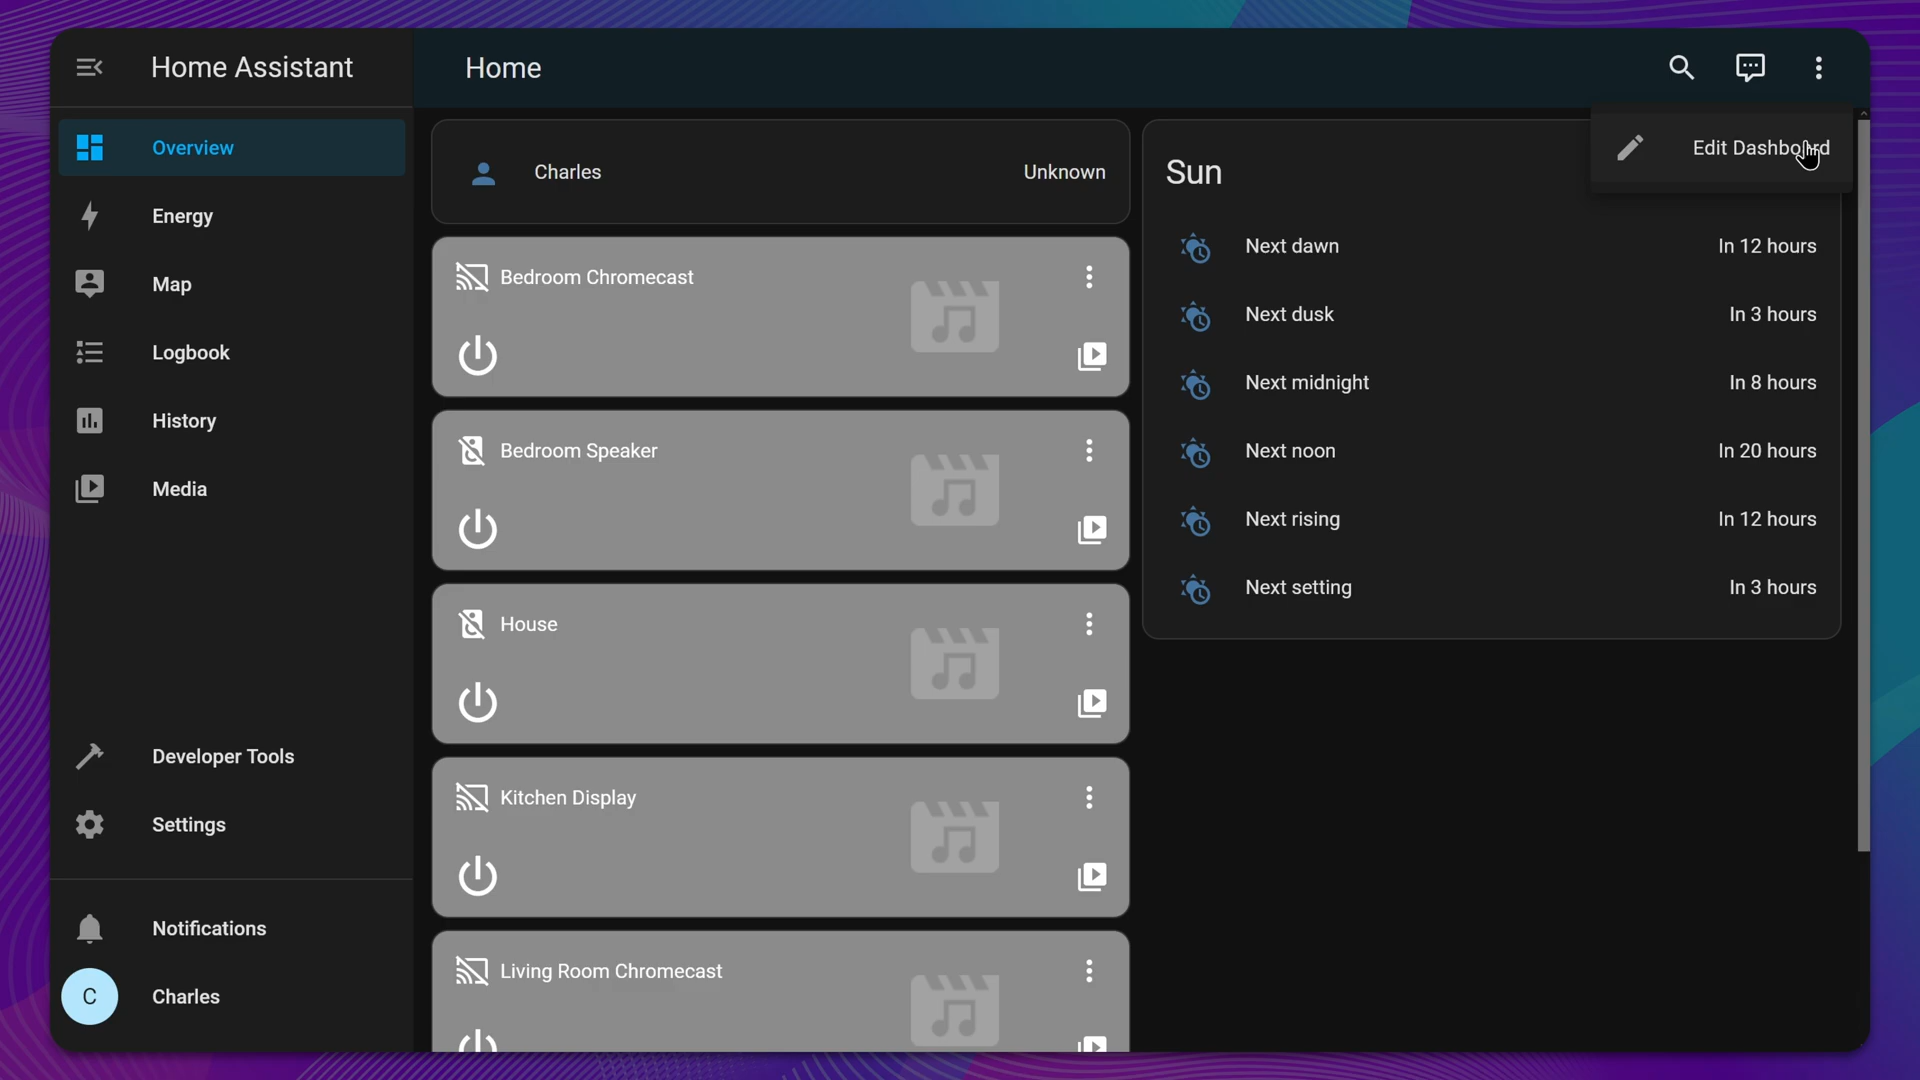 Home Assistant
Overview
Energy
Map
Logbook
History
Media
Developer Tools
Settings
Notifications
C
Charles
Home
Edit Dashboard
Charles Unknown
Bedroom Chromecast
Bedroom Speaker
House
Kitchen Display
Living Room Chromecast
Sun
Next dawn In 12 hours
Next dusk In 3 hours
Next midnight In 8 hours
Next noon In 20 hours
Next rising In 12 hours
Next setting In 3 hours